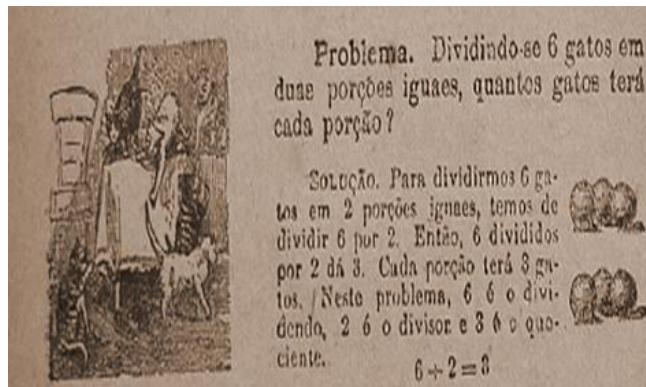 Problema. Dividindo-se 6 gatos em
duas porções iguaes, quantos gatos terá
cada porção?
SOLUÇÃO. Para dividirmos 6 ga-
tos em 2 porções iguaes, temos de
dividir 6 por 2. Então, 6 divididos
por 2 dá 3. Cada porção terá 3 ga-
tos. Neste problema, 6 é o divi-
dendo, 2 é o divisor e 3 é o quo-
ciente.
6 ÷ 2 = 3